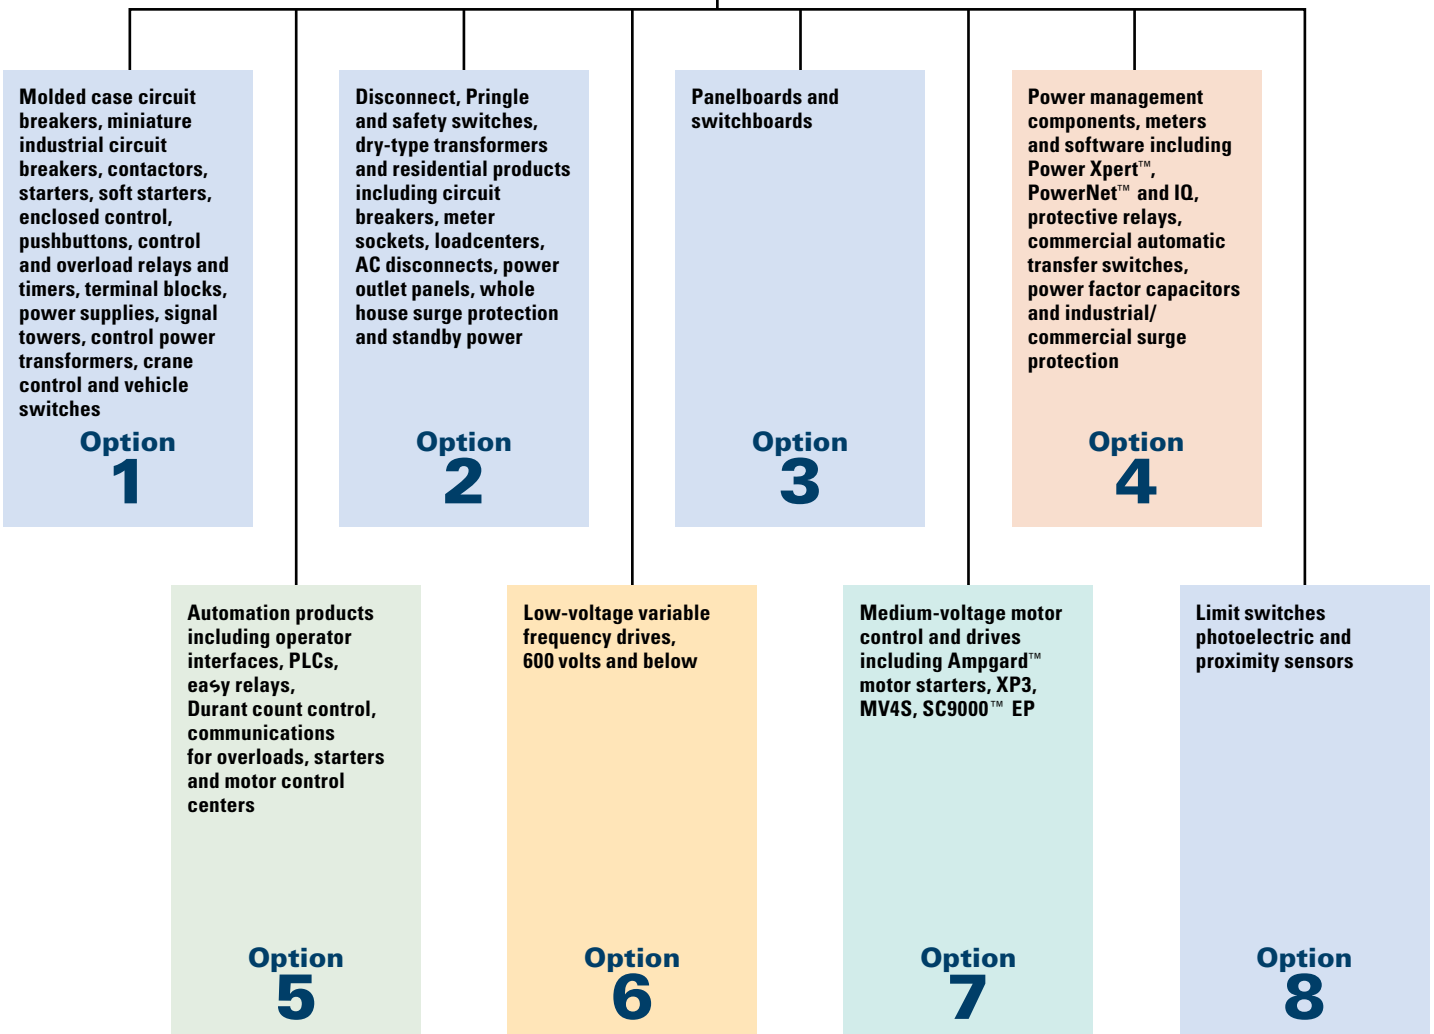 Molded case circuit
breakers, miniature
industrial circuit
breakers, contactors,
starters, soft starters,
enclosed control,
pushbuttons, control
and overload relays and
timers, terminal blocks,
power supplies, signal
towers, control power
transformers, crane
control and vehicle
switches
Option
1
Disconnect, Pringle
and safety switches,
dry-type transformers
and residential products
including circuit
breakers, meter
sockets, loadcenters,
AC disconnects, power
outlet panels, whole
house surge protection
and standby power
Option
2
Panelboards and
switchboards
Option
3
Power management
components, meters
and software including
Power Xpert™,
PowerNet™ and IQ,
protective relays,
commercial automatic
transfer switches,
power factor capacitors
and industrial/
commercial surge
protection
Option
4
Automation products
including operator
interfaces, PLCs,
easy relays,
Durant count control,
communications
for overloads, starters
and motor control
centers
Option
5
Low-voltage variable
frequency drives,
600 volts and below
Option
6
Medium-voltage motor
control and drives
including Ampgard™
motor starters, XP3,
MV4S, SC9000™ EP
Option
7
Limit switches
photoelectric and
proximity sensors
Option
8